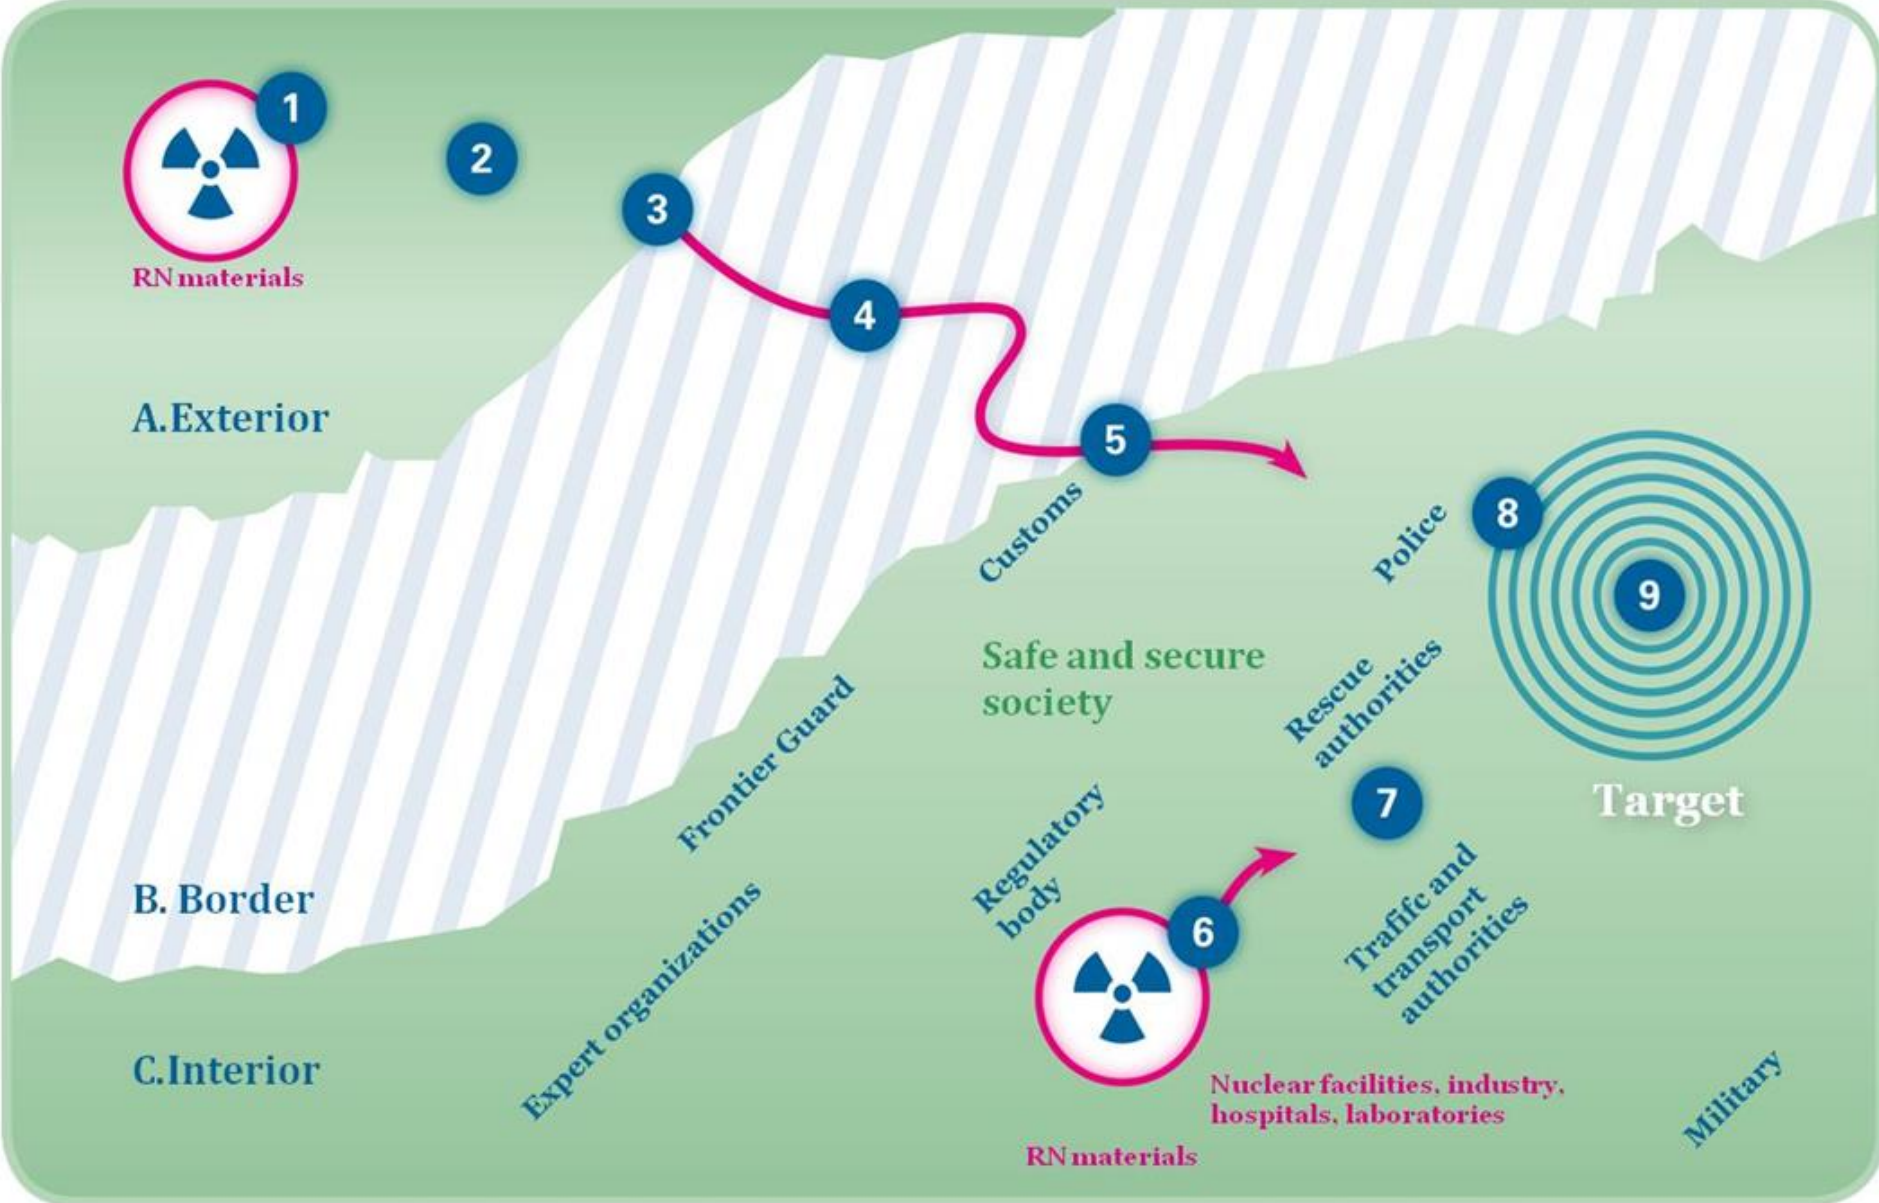 1
2
3
RN materials
4
A.Exterior
5
Customs
Police
8
9
Safe and secure
society
Rescue
authorities
Frontier Guard
7
Target
Regulatory
body
B. Border
6
Trafifc and
transport
authorities
Expert organizations
C.Interior
Nuclear facilities, industry,
hospitals, laboratories
Military
RN materials